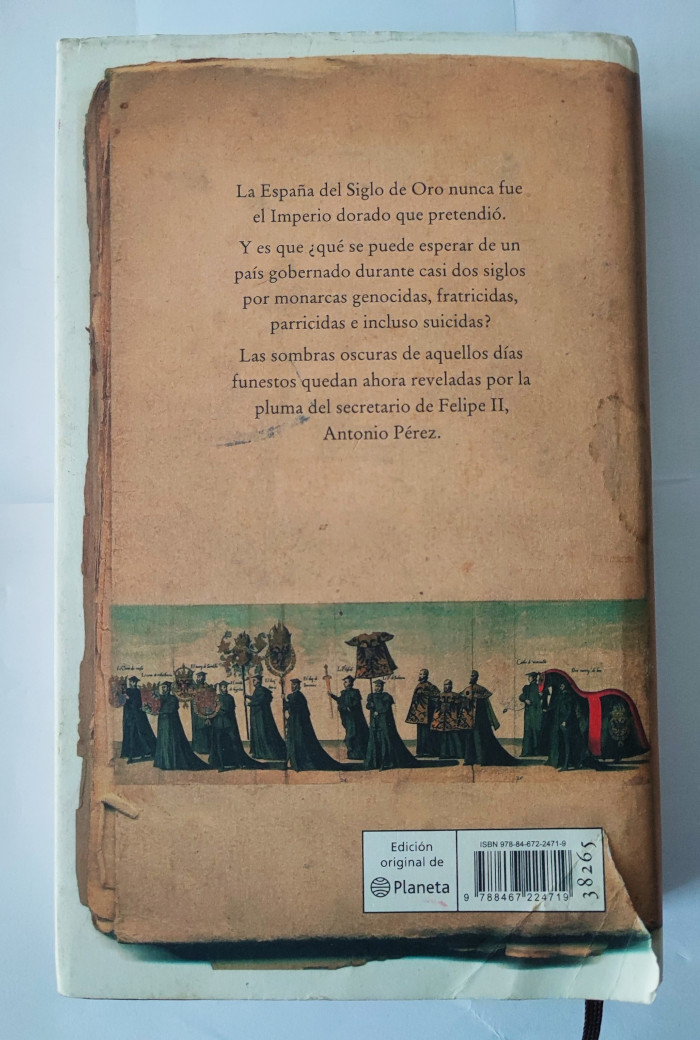 La España del Siglo de Oro nunca fue
el Imperio dorado que pretendió.
Y es que ¿qué se puede esperar de un
país gobernado durante casi dos siglos
por monarcas genocidas, fratricidas,
parricidas e incluso suicidas?
Las sombras oscuras de aquellos días
funestos quedan ahora reveladas por la
pluma del secretario de Felipe II,
Antonio Pérez.
Edición
original de
Planeta
ISBN 978-84-672-2471-9
9 788467 224719
38265